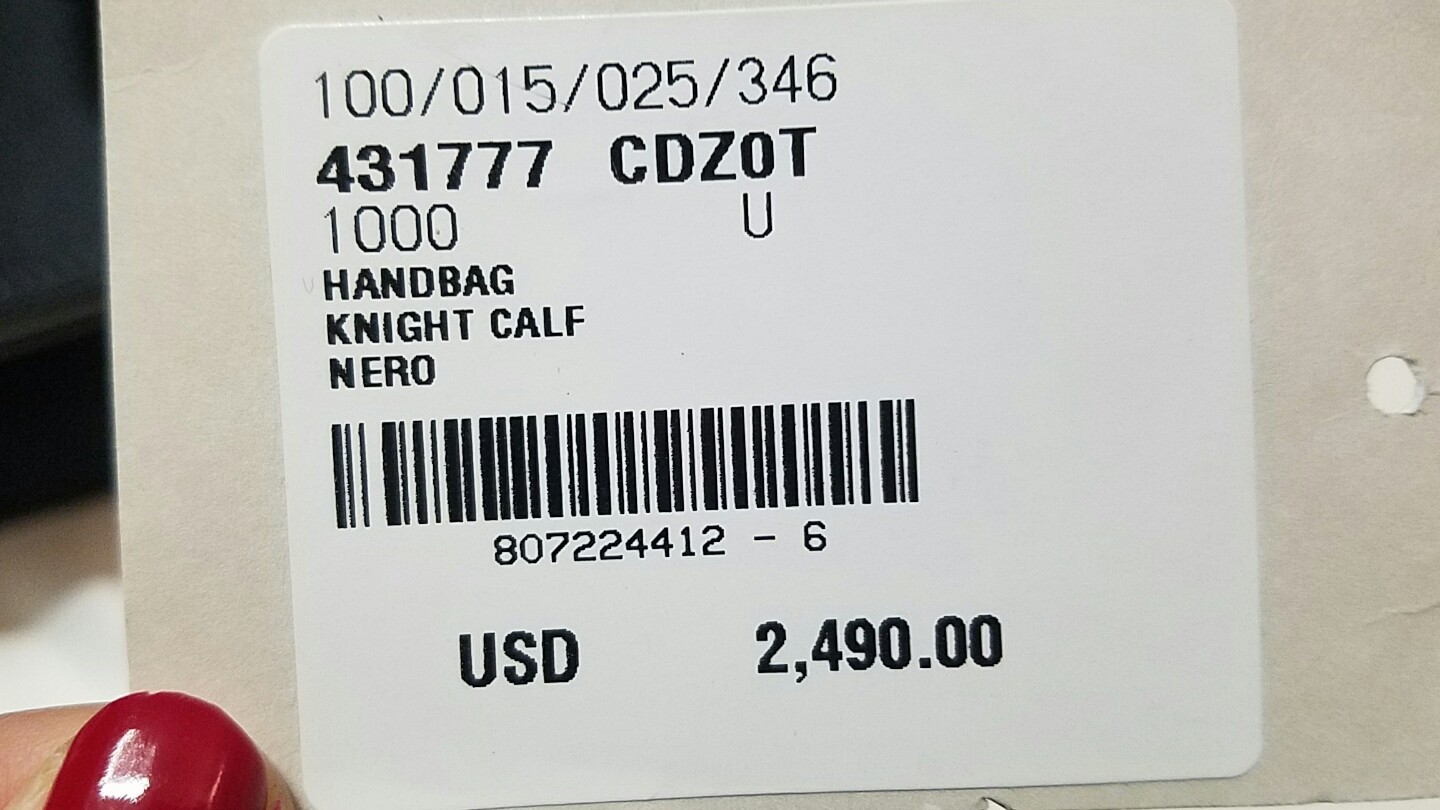 100/015/025/346
431777 CDZ0T
1000 U
HANDBAG
KNIGHT CALF
NERO
807224412 - 6
USD 2,490.00